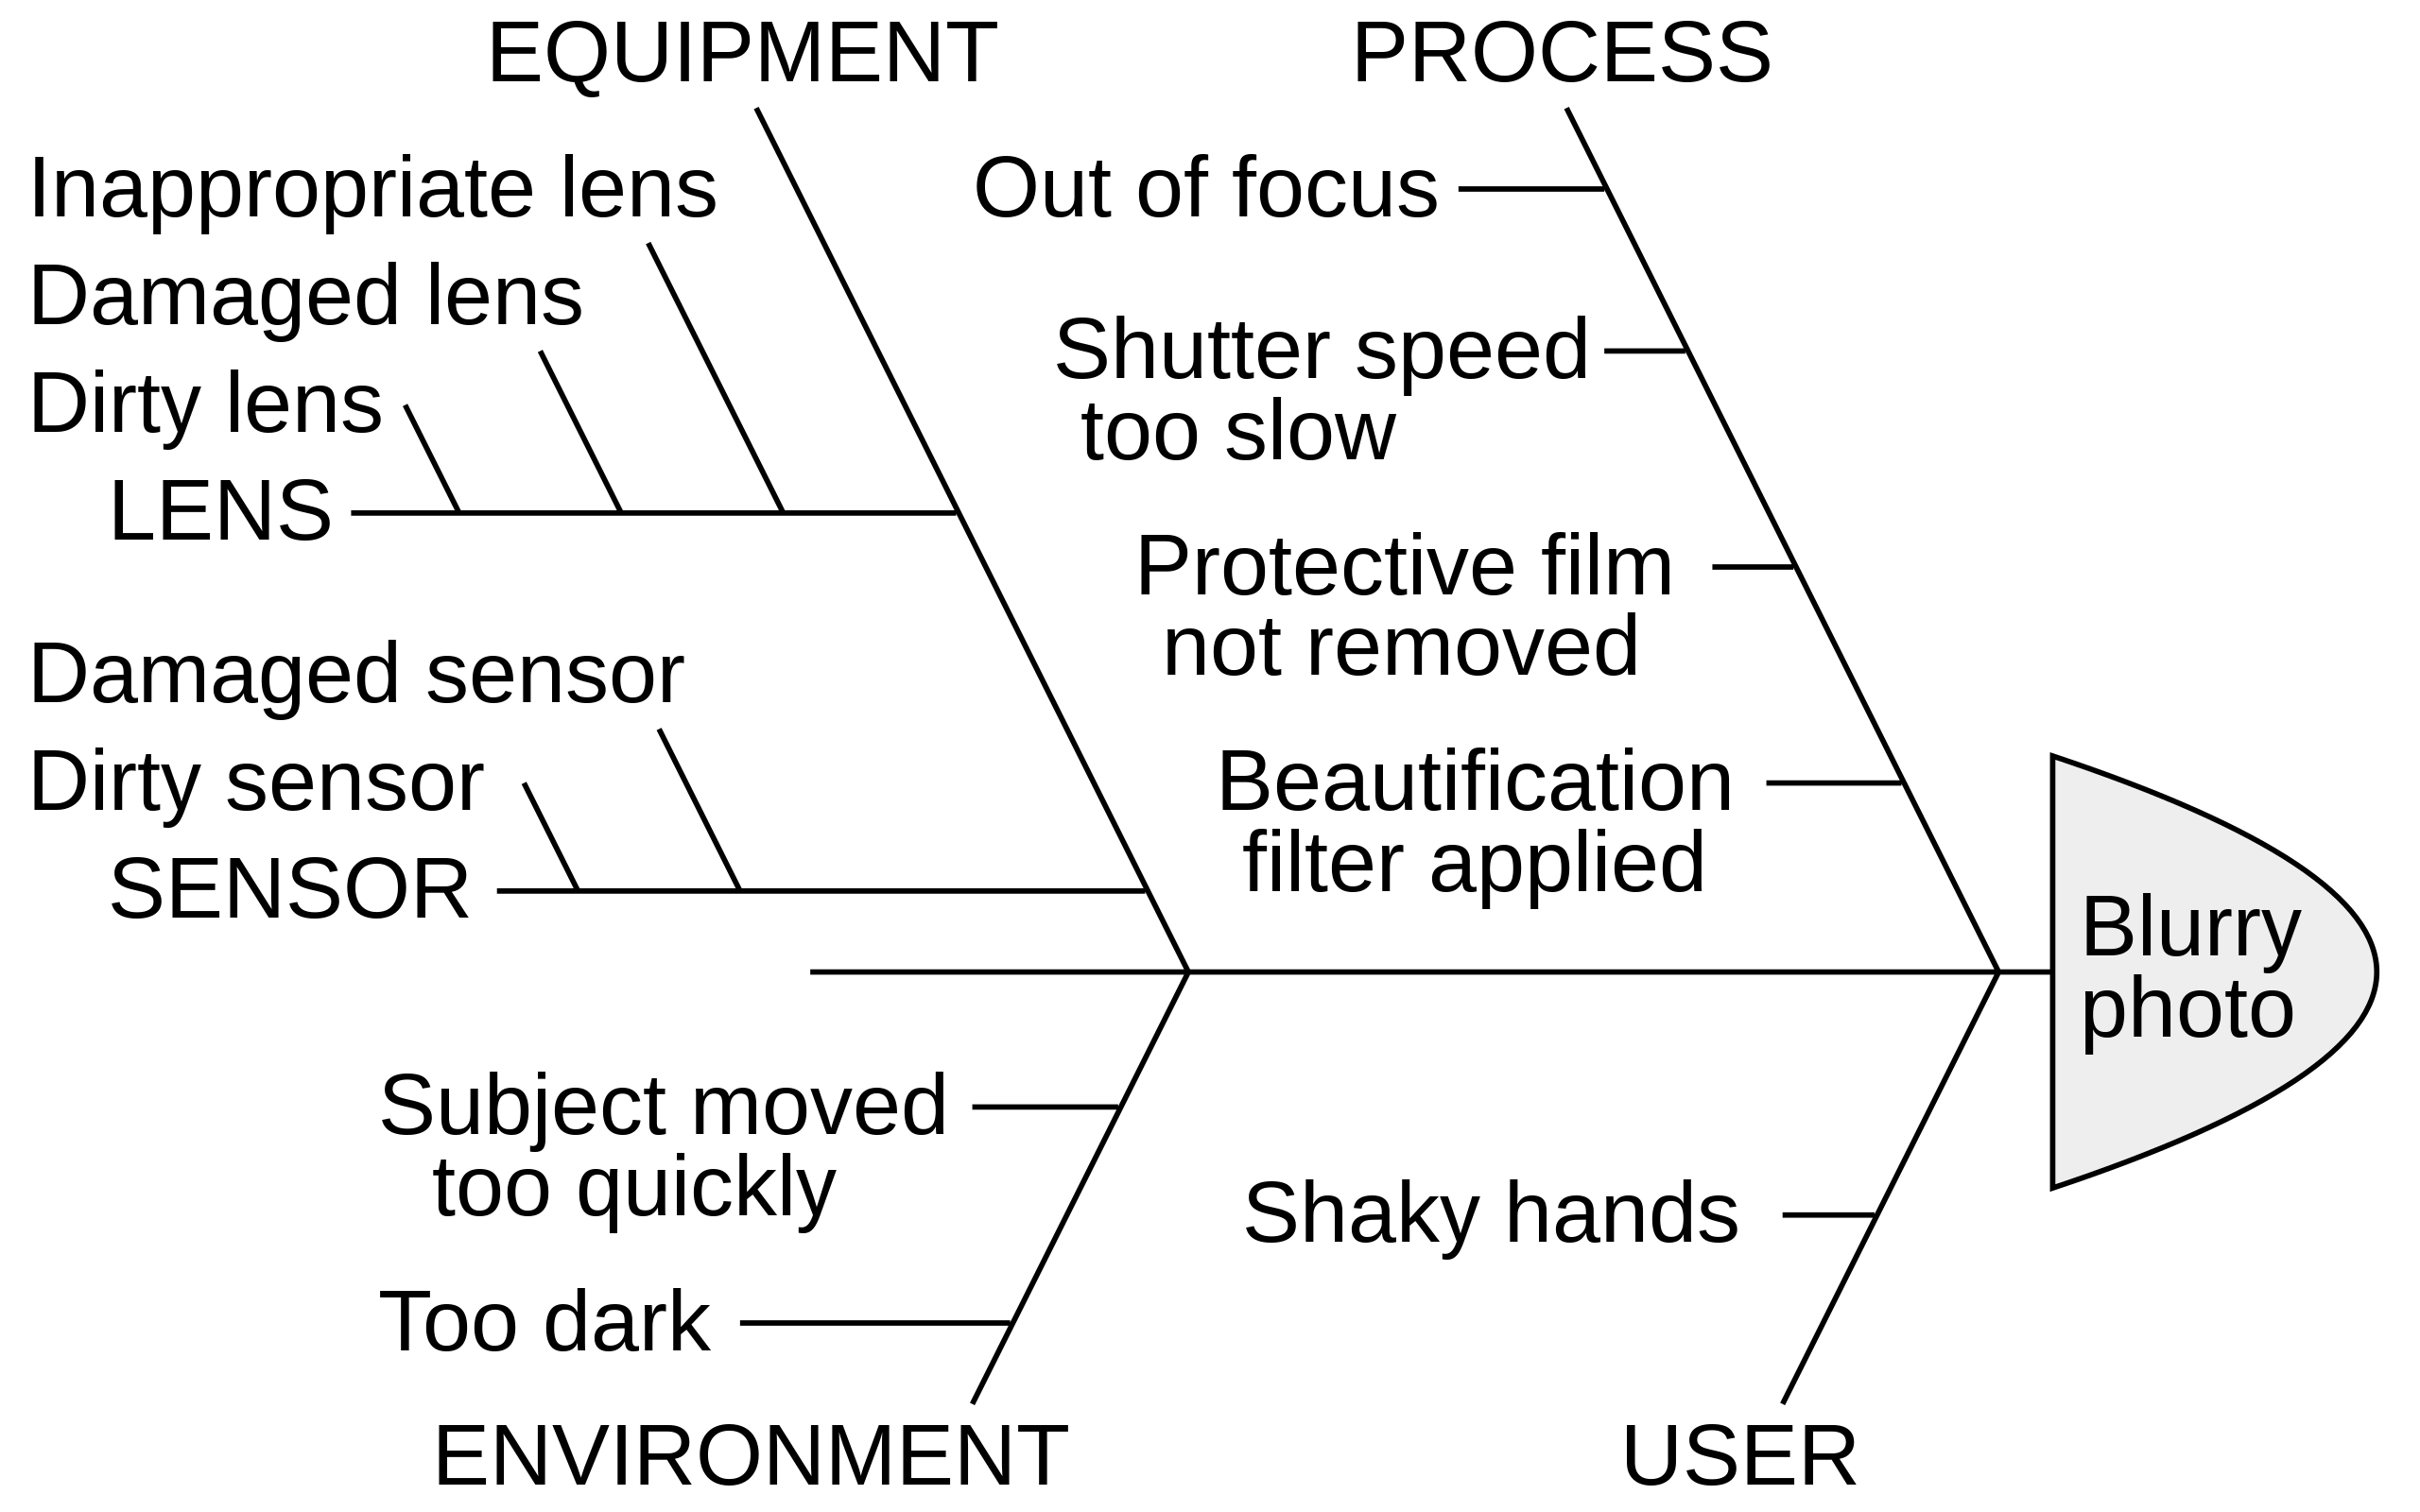 EQUIPMENT
PROCESS
Inappropriate lens
Damaged lens
Dirty lens
LENS
Damaged sensor
Dirty sensor
SENSOR
Out of focus
Shutter speed
too slow
Protective film
not removed
Beautification
filter applied
Blurry
photo
Subject moved
too quickly
Too dark
ENVIRONMENT
Shaky hands
USER